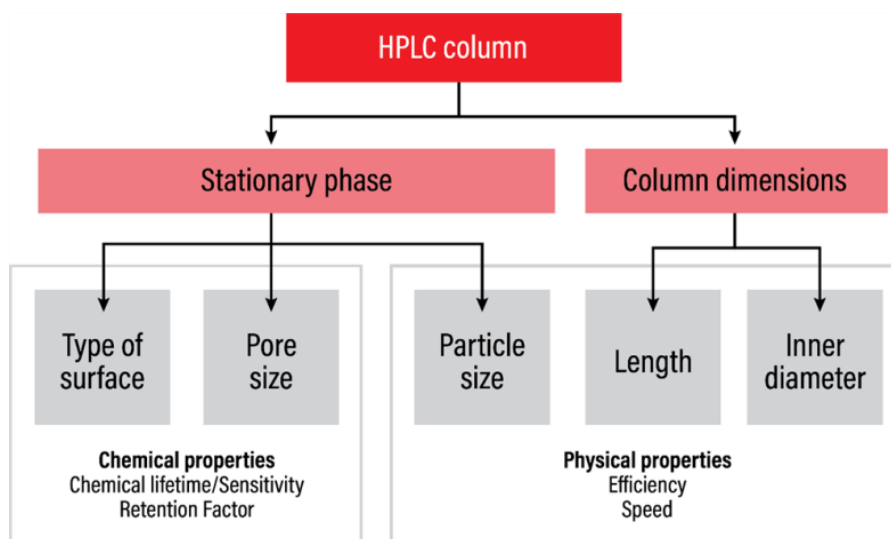 HPLC column
Stationary phase
Column dimensions
Type of
surface
Pore
size
Particle
size
Length
Inner
diameter
Chemical properties
Chemical lifetime/Sensitivity
Retention Factor
Physical properties
Efficiency
Speed